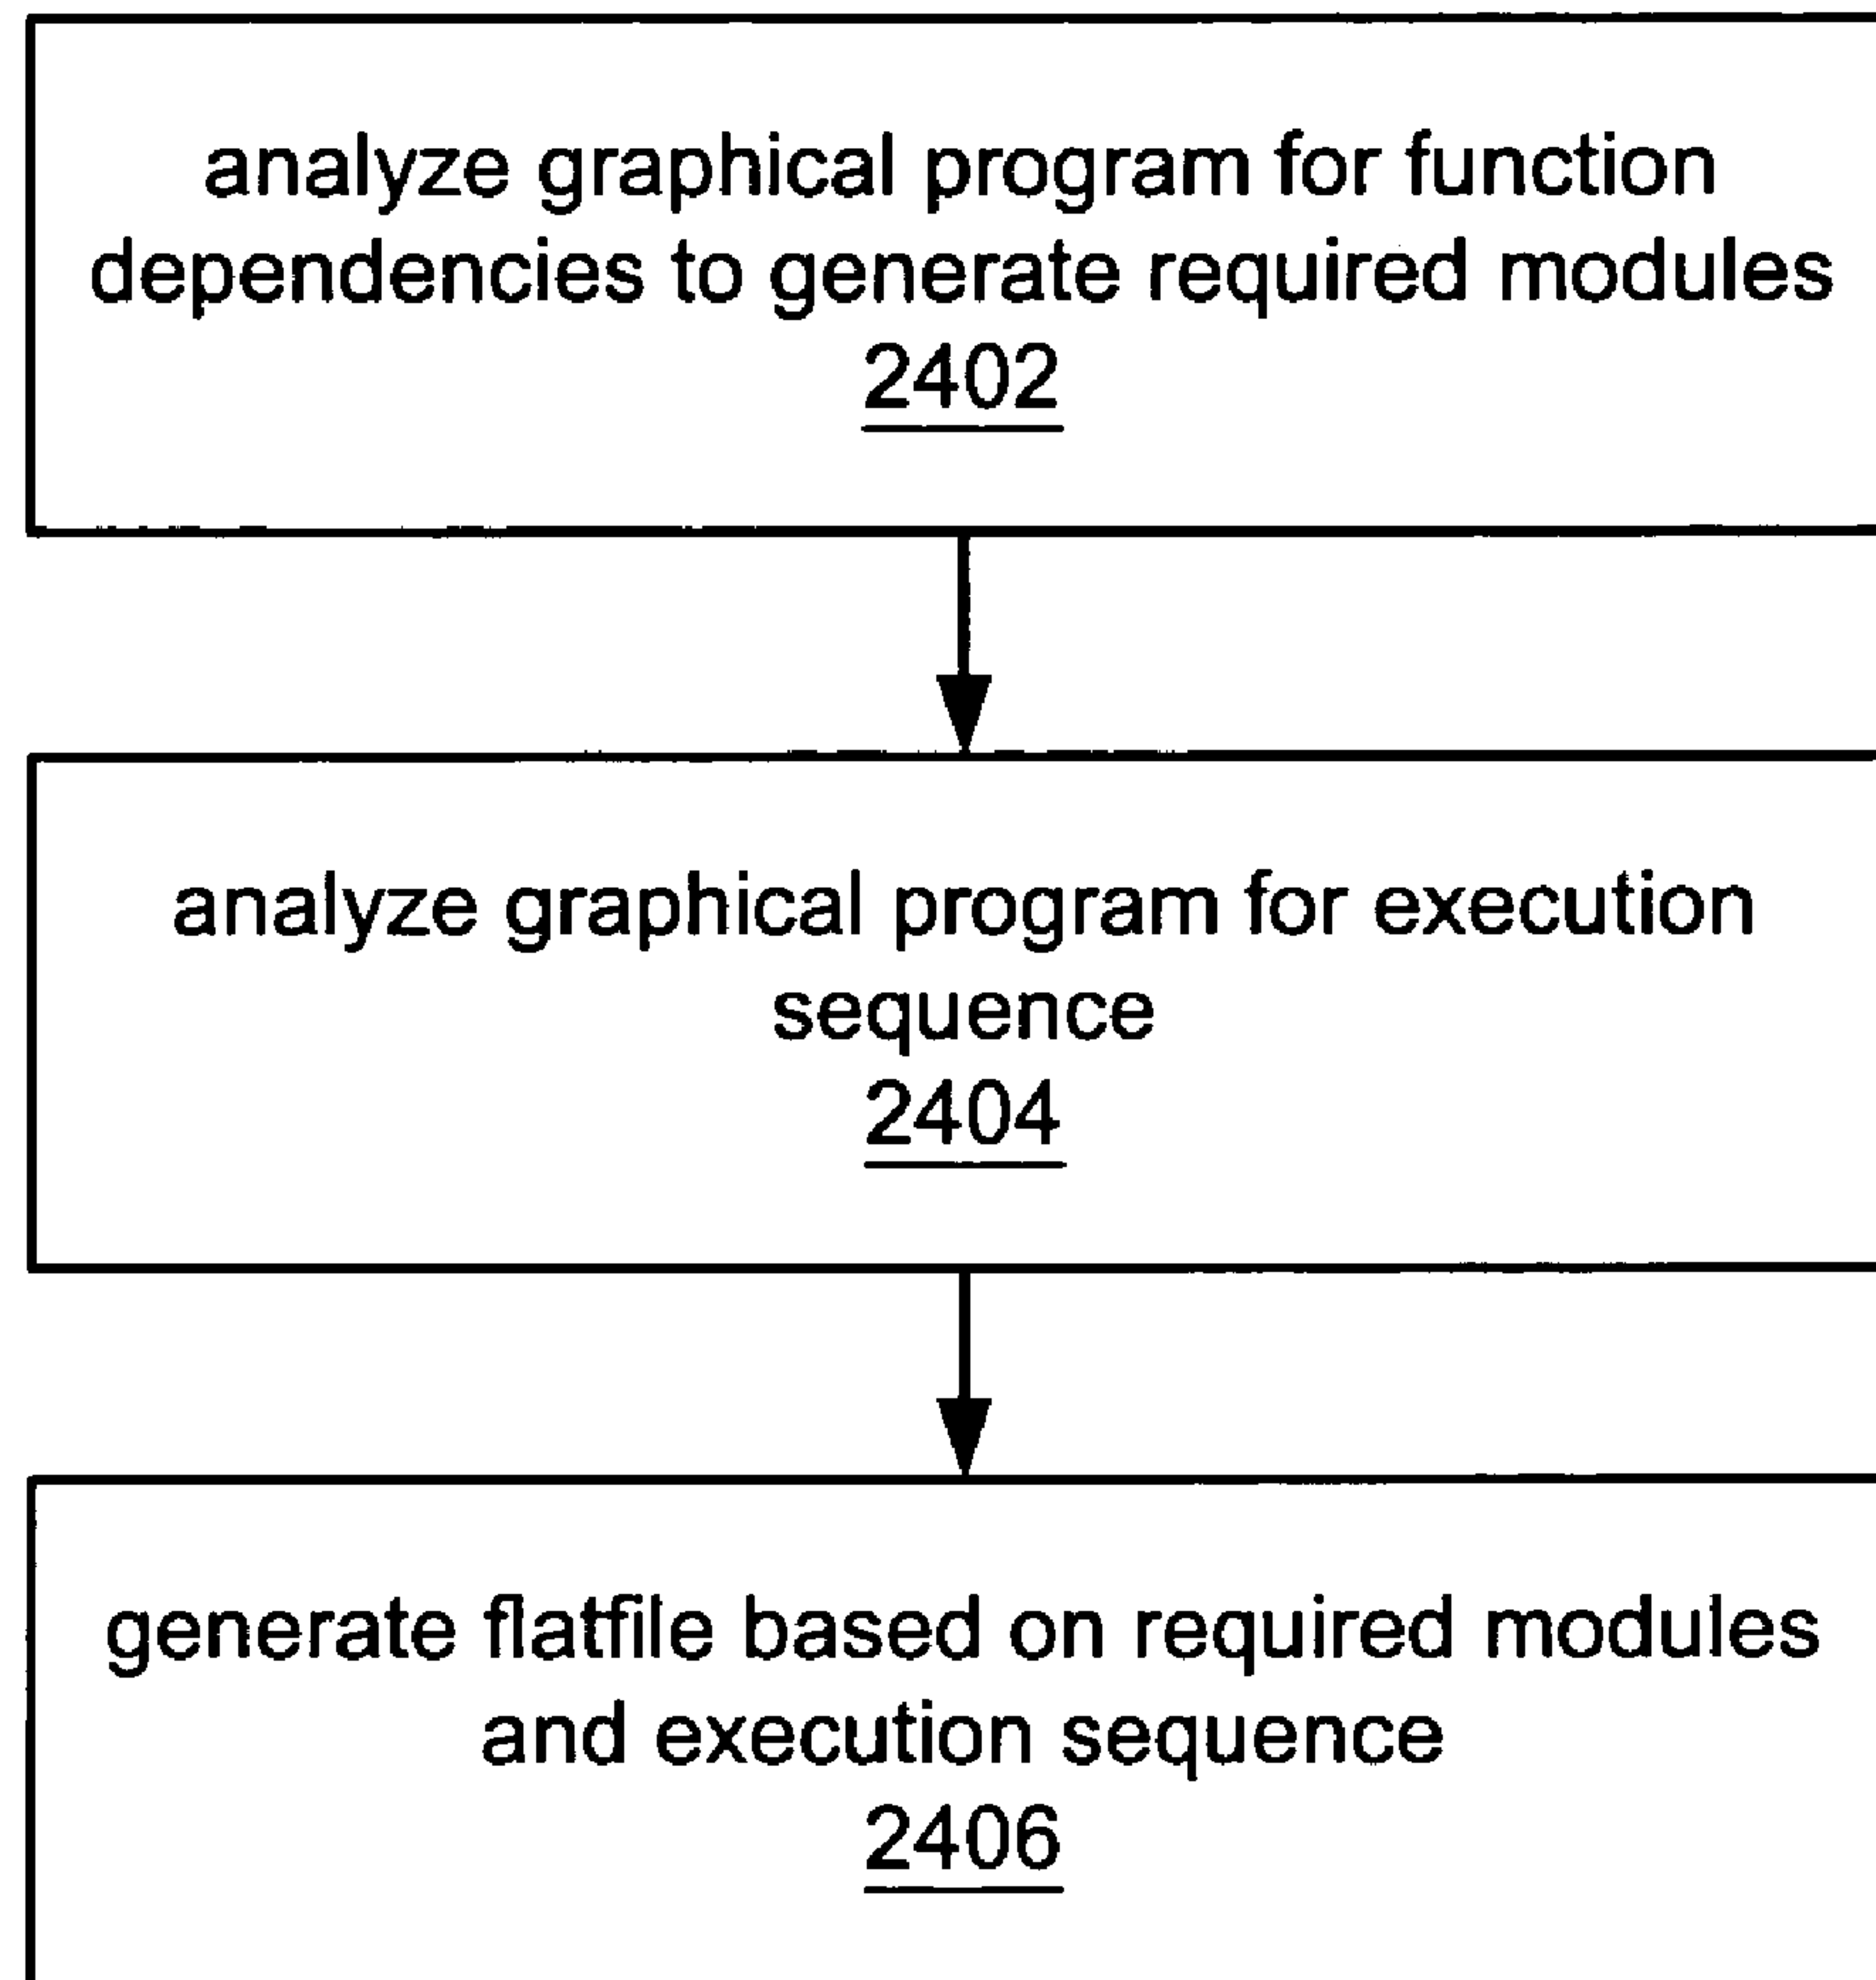 analyze graphical program for function
dependencies to generate required modules
2402
analyze graphical program for execution
sequence
2404
generate flatfile based on required modules
and execution sequence
2406